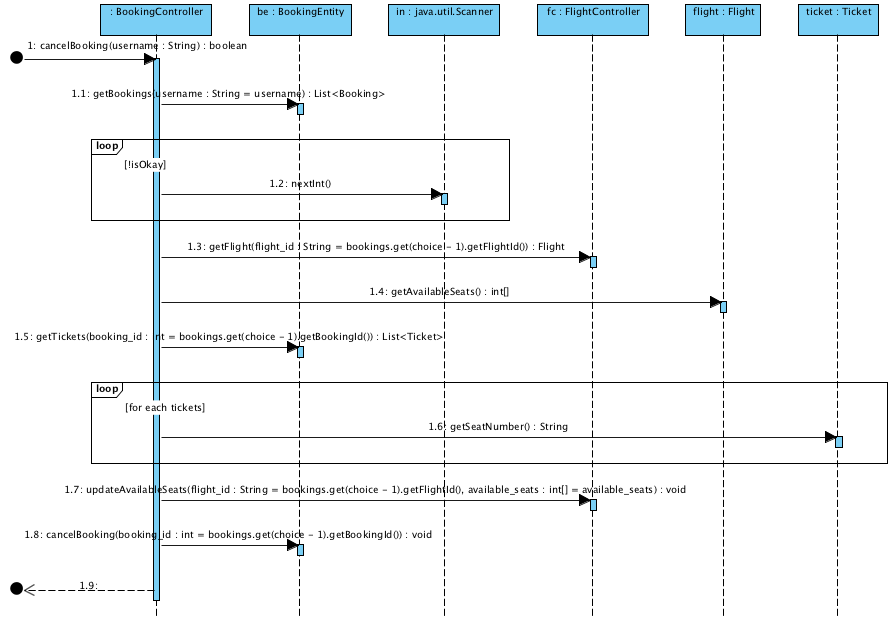 : BookingController
be : BookingEntity
in : java.util.Scanner
fc : FlightController
flight : Flight
ticket : Ticket
1: cancelBooking(username : String) : boolean
1.1: getBookings(username : String = username) : List<Booking>
loop
[!isOkay]
1.2: nextInt()
1.3: getFlight(flight_id : String = bookings.get(choice - 1).getFlightId()) : Flight
1.4: getAvailableSeats() : int[]
1.5: getTickets(booking_id : int = bookings.get(choice - 1).getBookingId()) : List<Ticket>
loop
[for each tickets]
1.6: getSeatNumber() : String
1.7: updateAvailableSeats(flight_id : String = bookings.get(choice - 1).getFlightId(), available_seats : int[] = available_seats) : void
1.8: cancelBooking(booking_id : int = bookings.get(choice - 1).getBookingId()) : void
1.9: